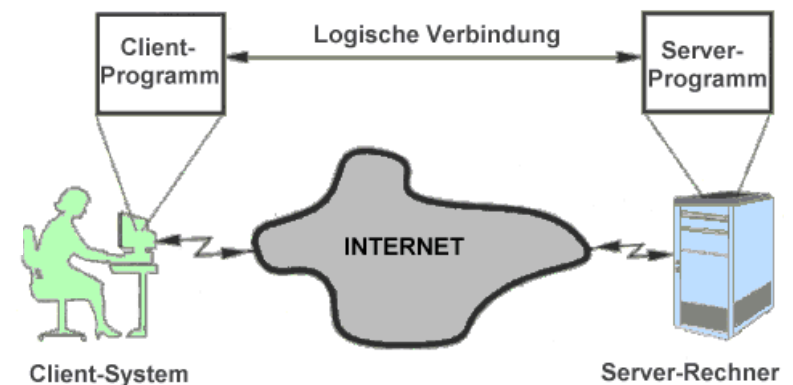 Client-
Programm
Logische Verbindung
Server-
Programm
INTERNET
Client-System
Server-Rechner